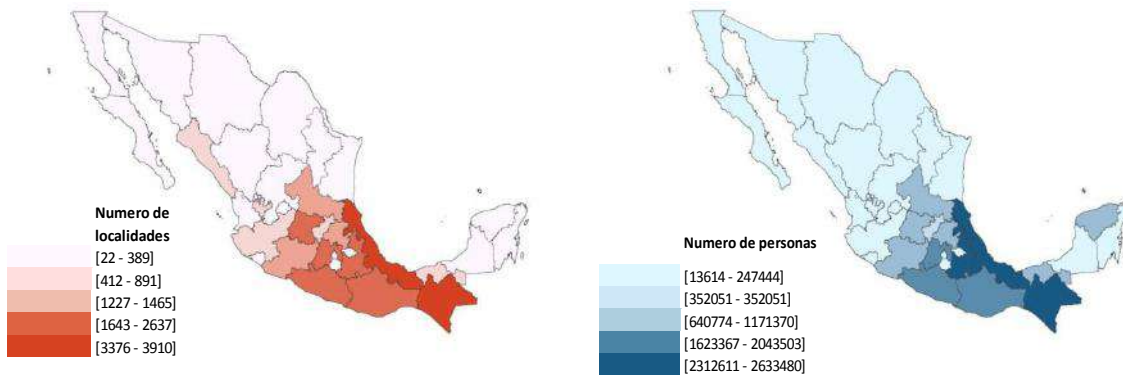 Numero de
localidades
[22 - 389]
[412 - 891]
[1227 - 1465]
[1643 - 2637]
[3376 - 3910]
Numero de personas
[13614 - 247444]
[352051 - 352051]
[640774 - 1171370]
[1623367 - 2043503]
[2312611 - 2633480]